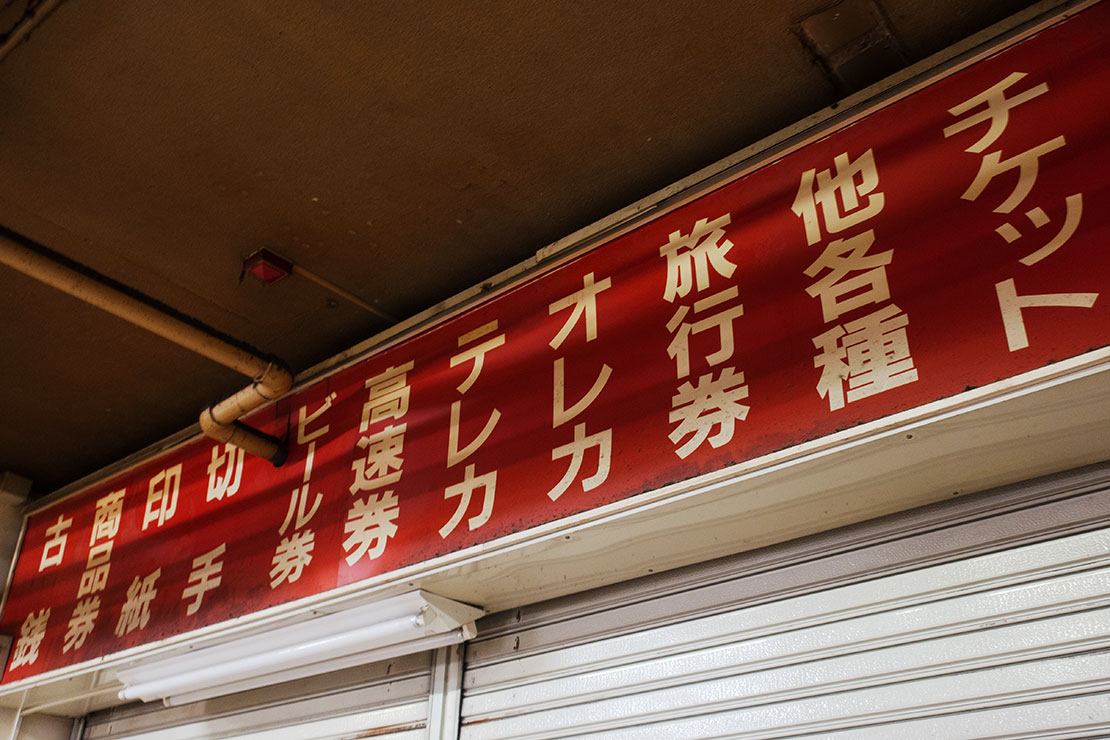 古銭
商品券
印紙
切手
ビール券
高速券
テレカ
オレカ
旅行券
他各種
チケット